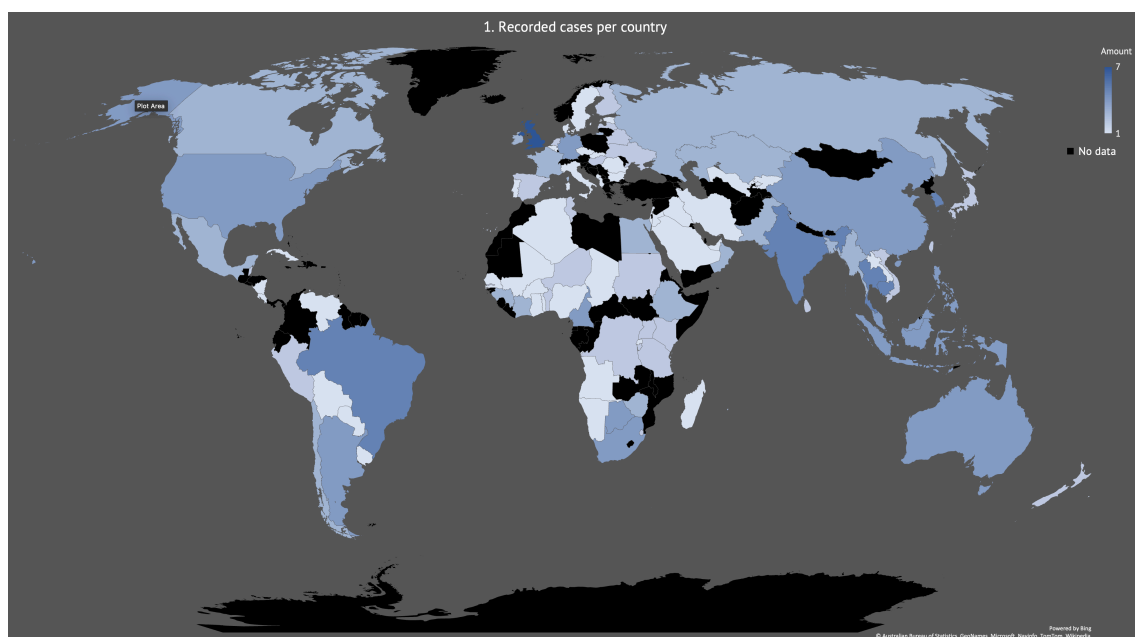 1. Recorded cases per country
Amount
7
Plot Area
1
No data
Powered by Bing
© Australian Bureau of Statistics, GeoNames, Microsoft, Navinfo, TomTom, Wikipedia